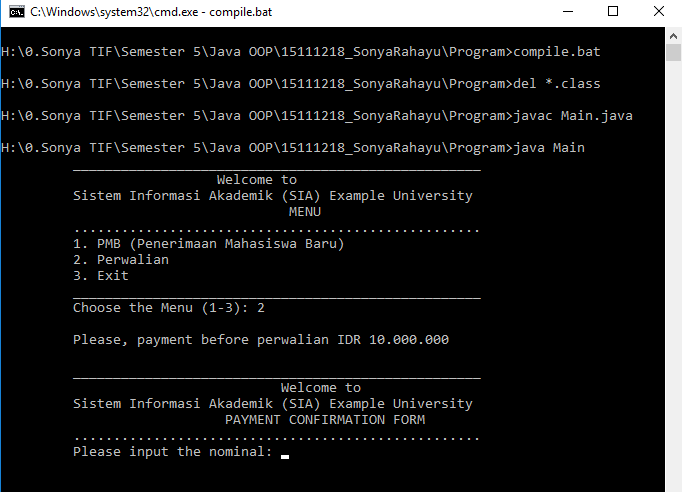 C:\Windows\system32\cmd.exe - compile.bat
H:\0.Sonya TIF\Semester 5\Java OOP\15111218_SonyaRahayu\Program>compile.bat
H:\0.Sonya TIF\Semester 5\Java OOP\15111218_SonyaRahayu\Program>del *.class
H:\0.Sonya TIF\Semester 5\Java OOP\15111218_SonyaRahayu\Program>javac Main.java
H:\0.Sonya TIF\Semester 5\Java OOP\15111218_SonyaRahayu\Program>java Main
___________________________________________________
Welcome to
Sistem Informasi Akademik (SIA) Example University
MENU
...................................................
1. PMB (Penerimaan Mahasiswa Baru)
2. Perwalian
3. Exit
___________________________________________________
Choose the Menu (1-3): 2
Please, payment before perwalian IDR 10.000.000
___________________________________________________
Welcome to
Sistem Informasi Akademik (SIA) Example University
PAYMENT CONFIRMATION FORM
...................................................
Please input the nominal: _